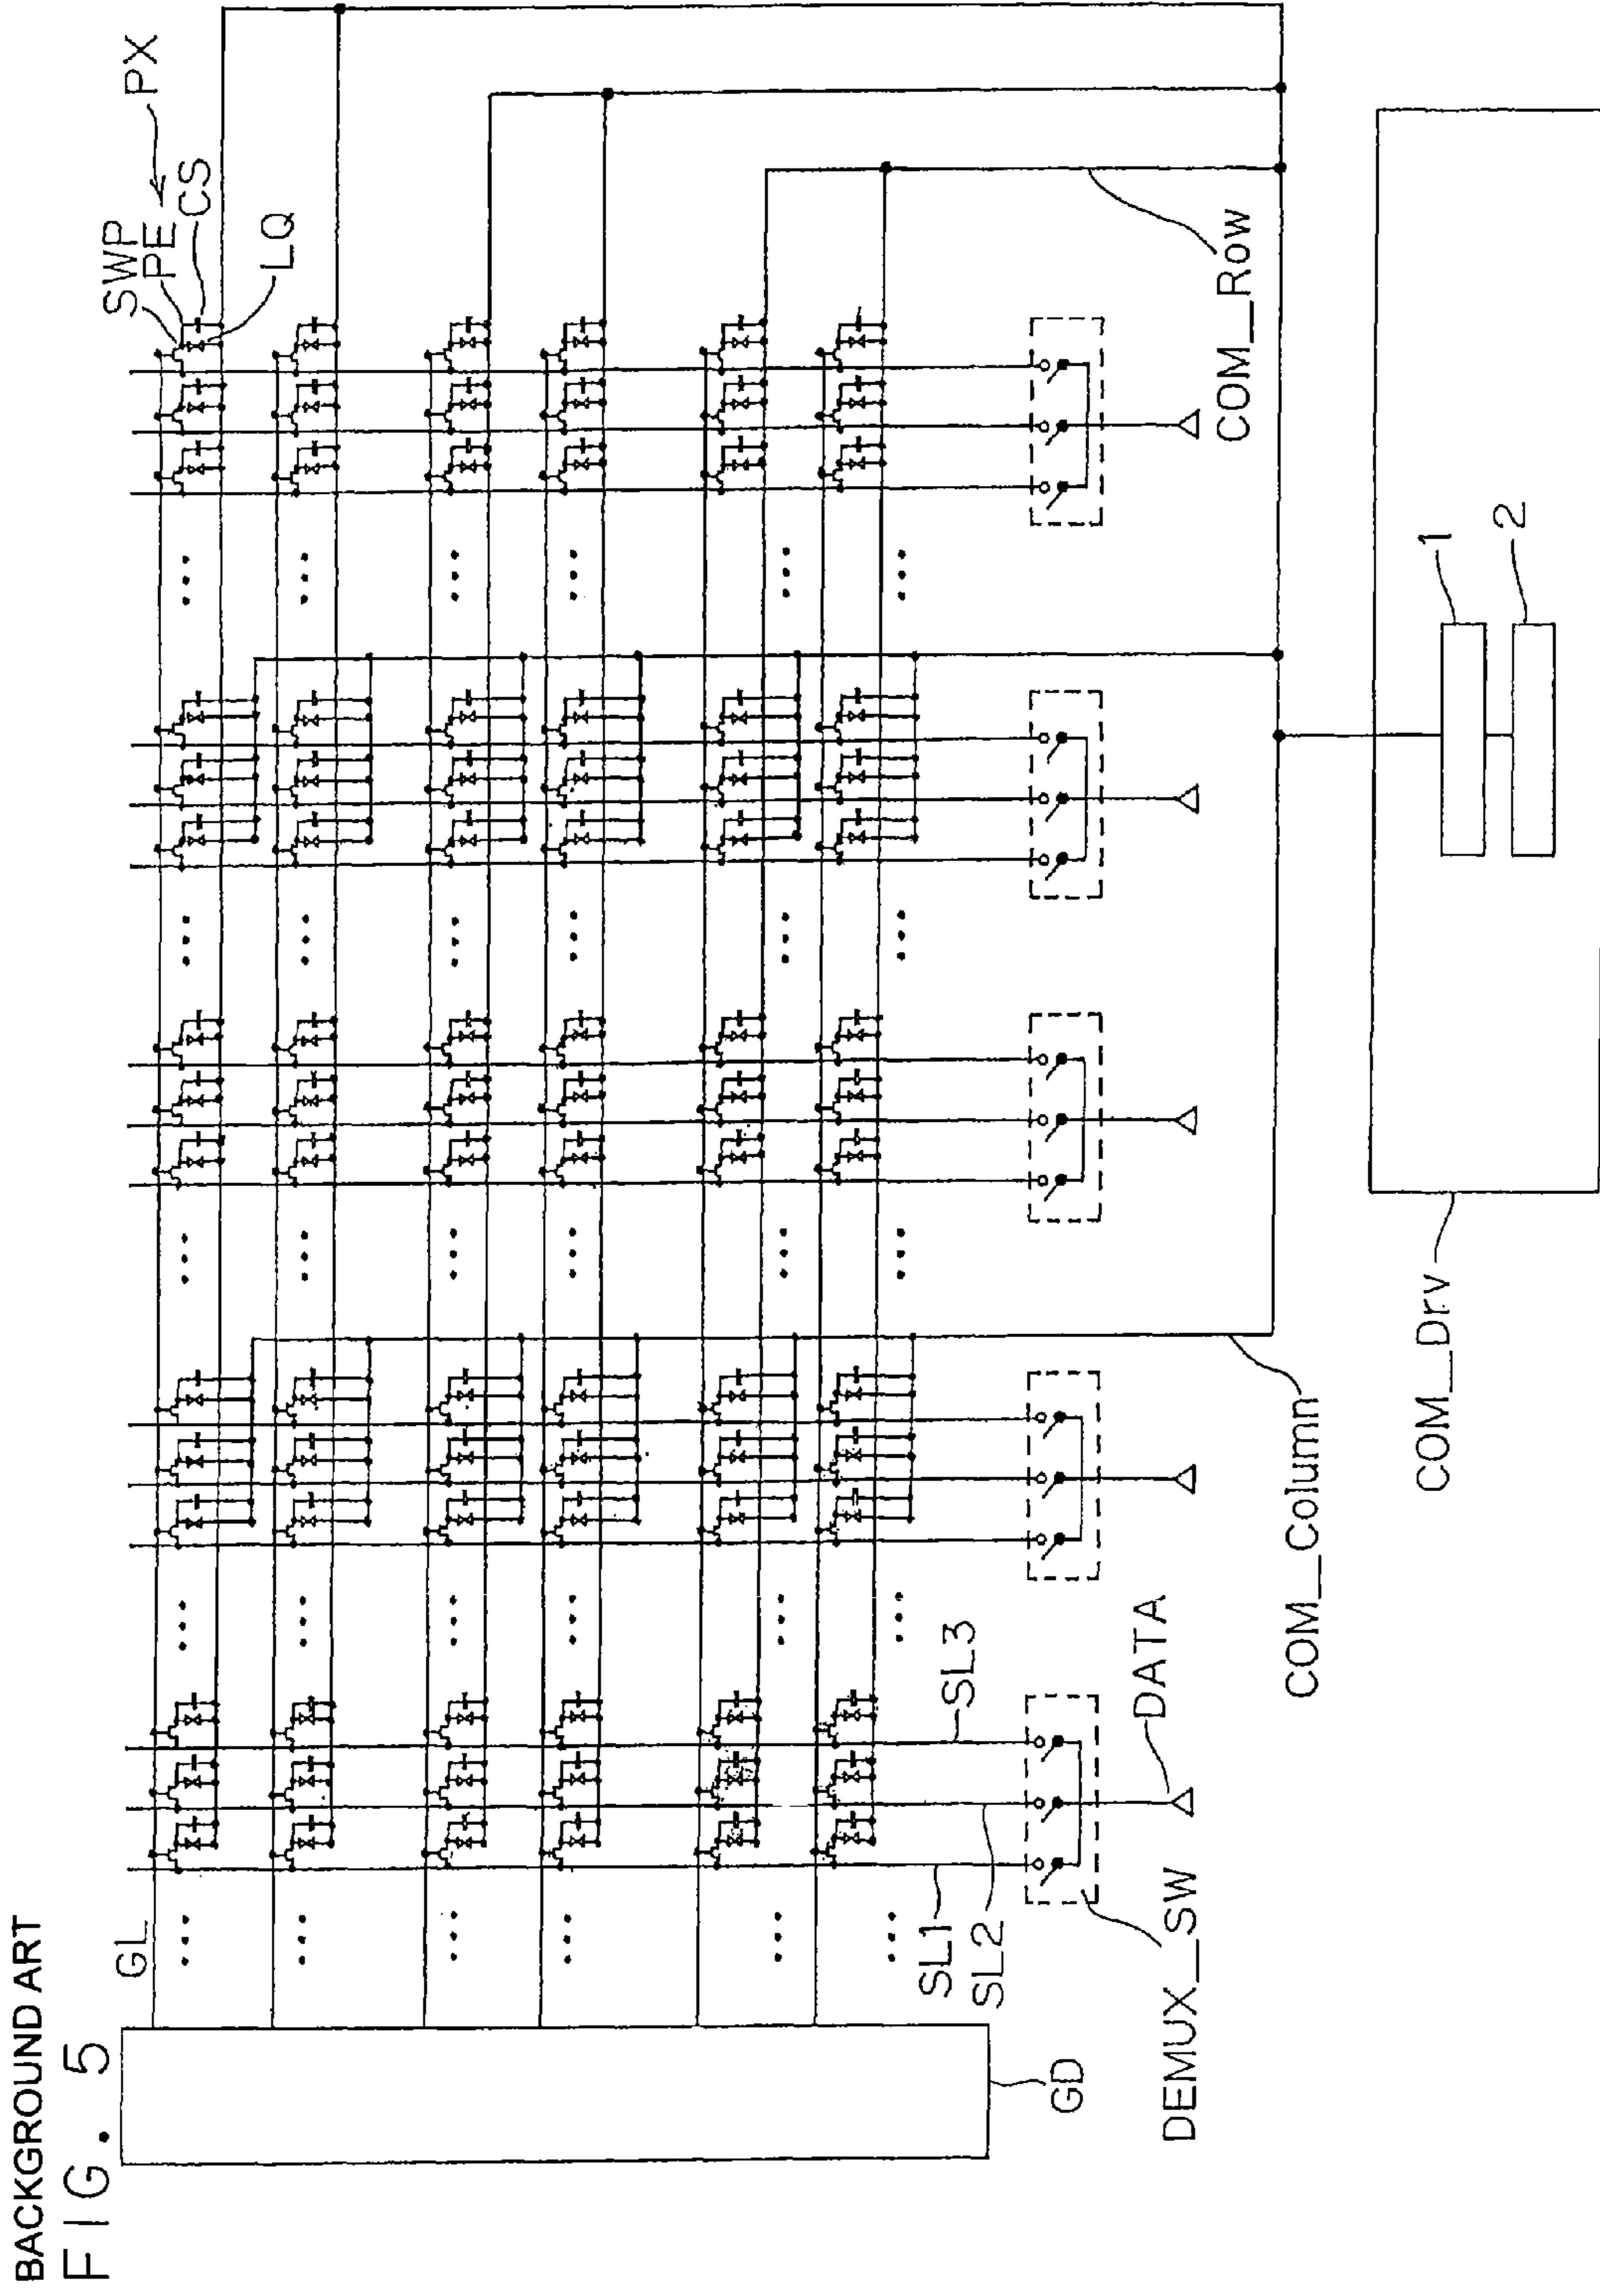 BACKGROUND ART
FIG. 5
GL
SWP
PE
PX
CS
LQ
GD
SL1
SL2
SL3
DEMUX_SW
DATA
COM_Column
COM_Row
COM_Drv
1
2